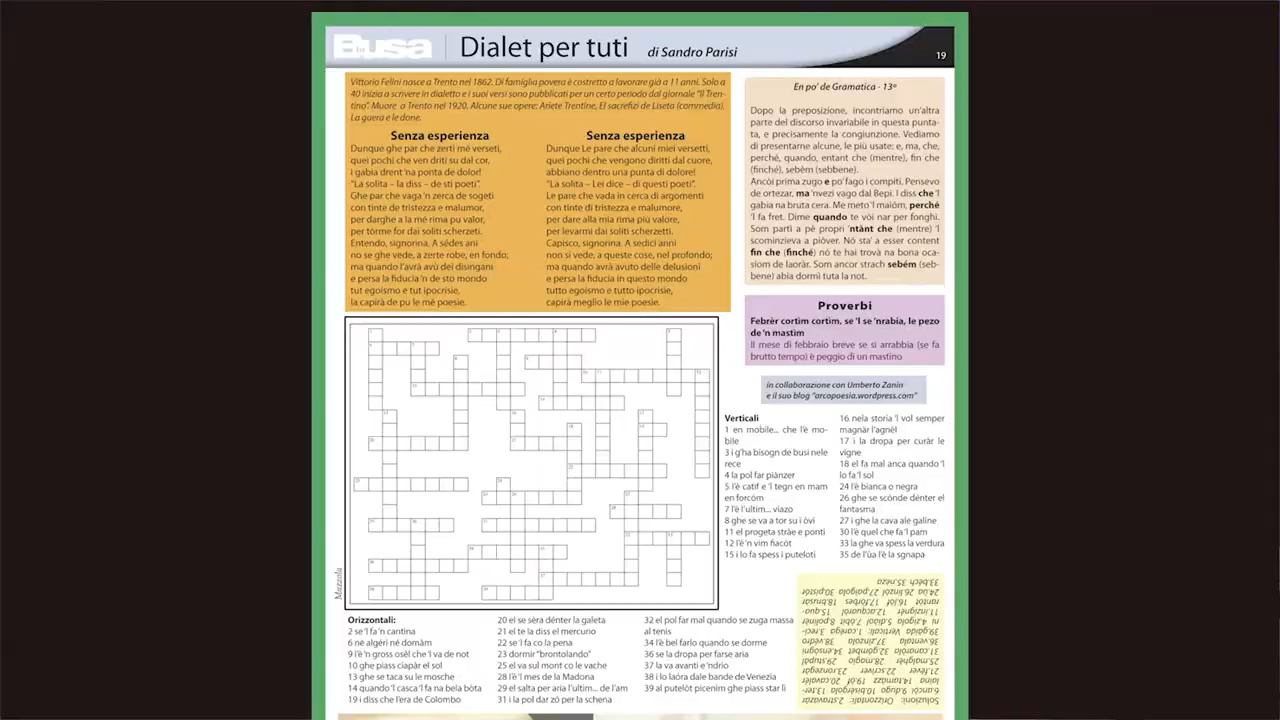 Busa
Dialet per tuti
di Sandro Parisi
19
Vittorio Felini nasce a Trento nel 1862. Di famiglia povera è costretto a lavorare già a 11 anni. Solo a
40 inizia a scrivere in dialetto e i suoi versi sono pubblicati per un certo periodo dal giornale "Il Tren-
tino". Muore a Trento nel 1920. Alcune sue opere: Ariete Trentine, El sacrefizi de Liseta (commedia).
La guera e le done.
Senza esperienza
Dunque ghe par che zerti mé verseti,
quei pochi che ven driti su dal cor,
i gabia drent 'na ponta de dolor!
"La solita – la diss – de sti poeti".
Ghe par che vaga 'n zerca de sogeti
con tinte de tristezza e malumor,
per darghe a la mé rima pu valor,
per tòrme for dai soliti scherzeti.
Entendo, signorina. A sédes ani
no se ghe vede, a zerte robe, en fondo;
ma quando l'avrà avù dei disingani
e persa la fiducia 'n de sto mondo
tut egoismo e tut ipocrisie,
la capirà de pu le mé poesie.
Senza esperienza
Dunque Le pare che alcuni miei versetti,
quei pochi che vengono diritti dal cuore,
abbiano dentro una punta di dolore!
"La solita – Lei dice – di questi poeti".
Le pare che vada in cerca di argomenti
con tinte di tristezza e malumore,
per dare alla mia rima più valore,
per levarmi dai soliti scherzetti.
Capisco, signorina. A sedici anni
non si vede, a queste cose, nel profondo;
ma quando avrà avuto delle delusioni
e persa la fiducia in questo mondo
tutto egoismo e tutto ipocrisie,
capirà meglio le mie poesie.
En po' de Gramatica - 13º
Dopo la preposizione, incontriamo un'altra
parte del discorso invariabile in questa punta-
ta, e precisamente la congiunzione. Vediamo
di presentarne alcune, le più usate: e, ma, che,
perché, quando, entant che (mentre), fin che
(finché), sebèm (sebbene).
Ancòi prima zugo e po' fago i compiti. Pensevo
de ortezar, ma 'nvezi vago dal Bepi. I diss che 'l
gabia na bruta cera. Me meto 'l maióm, perché
'l fa fret. Dime quando te vòi nar per fonghi.
Som partì a pè propri 'ntànt che (mentre) 'l
scominzieva a piòver. Nó sta' a esser content
fin che (finché) nó te hai trovà na bona oca-
siom de laoràr. Som ancor strach sebém (seb-
bene) abia dormì tuta la not.
Proverbi
Febrèr cortìm cortìm, se 'l se 'nrabia, le pezo
de 'n mastim
Il mese di febbraio breve se si arrabbia (se fa
brutto tempo) è peggio di un mastino
in collaborazione con Umberto Zanin
e il suo blog "arcopoesia.wordpress.com"
Mazzola
Verticali
1 en mobile... che l'è mo-
bile
3 i g'ha bisogn de busi nele
rece
4 la pol far piànzer
5 l'è catif e 'l tegn en mam
en forcóm
7 l'è l'ultim... viazo
8 ghe se va a tor su i òvi
11 el progeta stràe e ponti
12 l'è 'n vim fiacòt
15 i lo fa spess i puteloti
16 nela storia 'l vol semper
magnàr l'agnèl
17 i la dropa per curàr le
vigne
18 el fa mal anca quando 'l
lo fa 'l sol
24 l'è bianca o negra
26 ghe se scónde dénter el
fantasma
27 i ghe la cava ale galine
30 l'è quel che fa 'l pam
33 la ghe va spess la verdura
35 de l'ùa l'è la sgnapa
Orizzontali:
2 se 'l fa 'n cantina
6 né algéri né domàm
9 l'è 'n gross osèl che 'l va de not
10 ghe piass ciapàr el sol
13 ghe se taca su le mosche
14 quando 'l casca 'l fa na bela bòta
19 i diss che l'era de Colombo
20 el se sèra dénter la galeta
21 el te la diss el mercurio
22 se 'l fa co la pena
23 dormir "brontolando"
25 el va sul mont co le vache
28 l'è 'l mes de la Madona
29 el salta per aria l'ultim... de l'am
31 i la pol dar zó per la schena
32 el pol far mal quando se zuga massa
al tenis
34 l'è bel farlo quando se dorme
36 se la dropa per farse aria
37 la va avanti e 'ndrio
38 i lo laóra dale bande de Venezia
39 al putelòt picenim ghe piass star lì